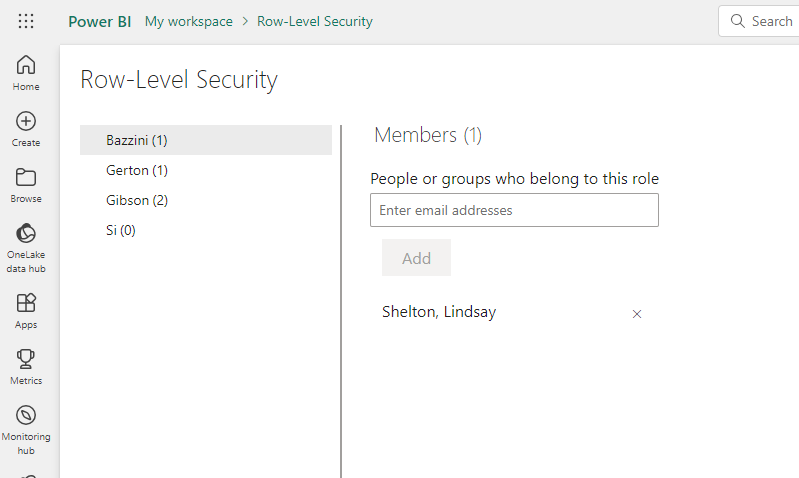 Power BI My workspace > Row-Level Security
Search
Home
Create
Browse
OneLake
data hub
Apps
Metrics
Monitoring
hub
Row-Level Security
Bazzini (1)
Gerton (1)
Gibson (2)
Si (0)
Members (1)
People or groups who belong to this role
Enter email addresses
Add
Shelton, Lindsay